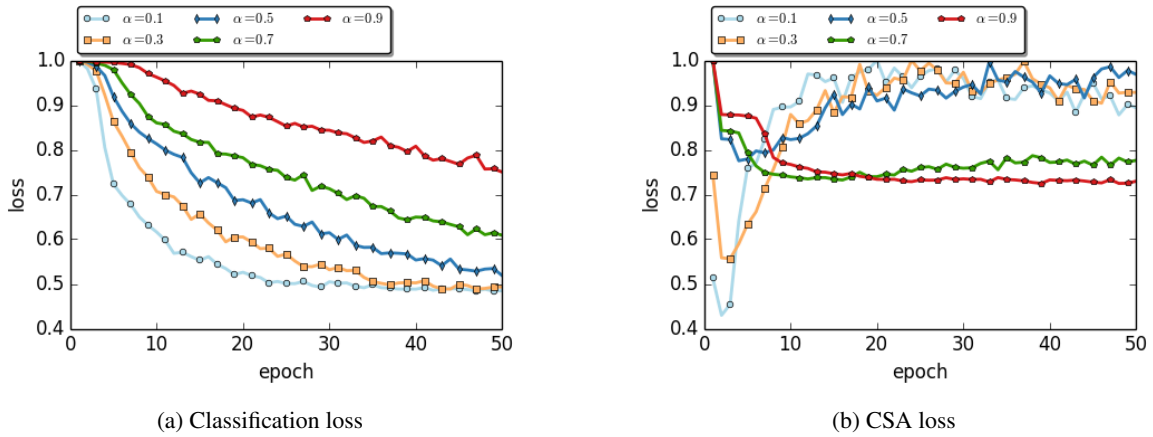 α=0.1 α=0.5 α=0.9
α=0.3 α=0.7
1.0
0.9
0.8
0.7
0.6
0.5
0.4
loss
0 10 20 30 40 50
epoch
(a) Classification loss
α=0.1 α=0.5 α=0.9
α=0.3 α=0.7
1.0
0.9
0.8
0.7
0.6
0.5
0.4
loss
0 10 20 30 40 50
epoch
(b) CSA loss